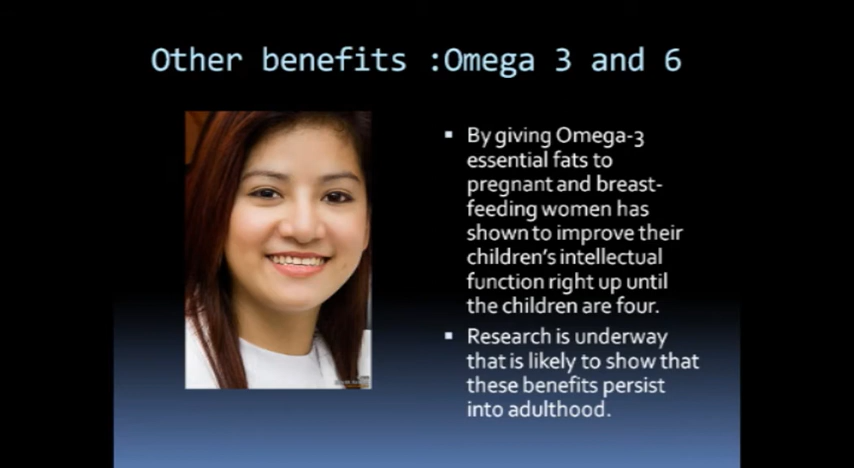 Other benefits :Omega 3 and 6
▪ By giving Omega-3
essential fats to
pregnant and breast-
feeding women has
shown to improve their
children's intellectual
function right up until
the children are four.
▪ Research is underway
that is likely to show that
these benefits persist
into adulthood.